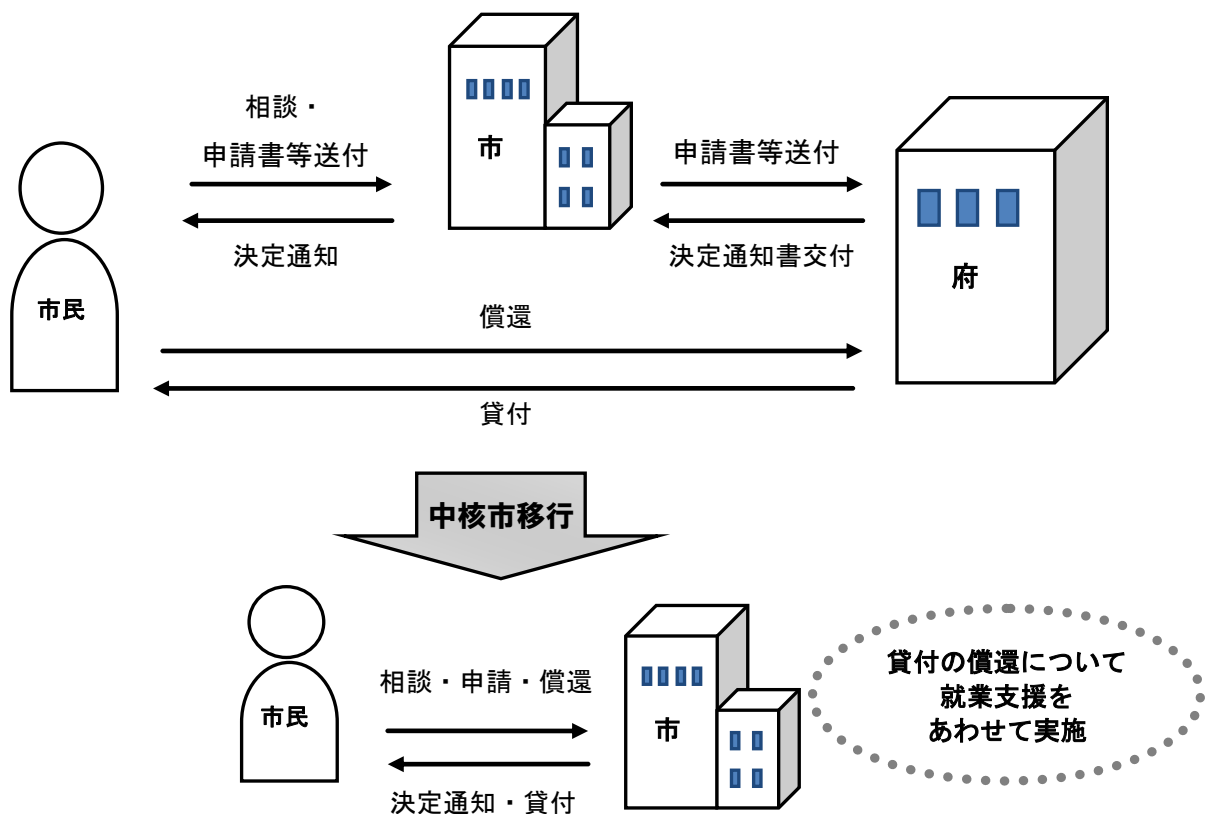 相談・
申請書等送付
市
申請書等送付
決定通知
決定通知書交付
府
市民
償還
貸付
中核市移行
市民
相談・申請・償還
市
決定通知・貸付
貸付の償還について
就業支援を
あわせて実施